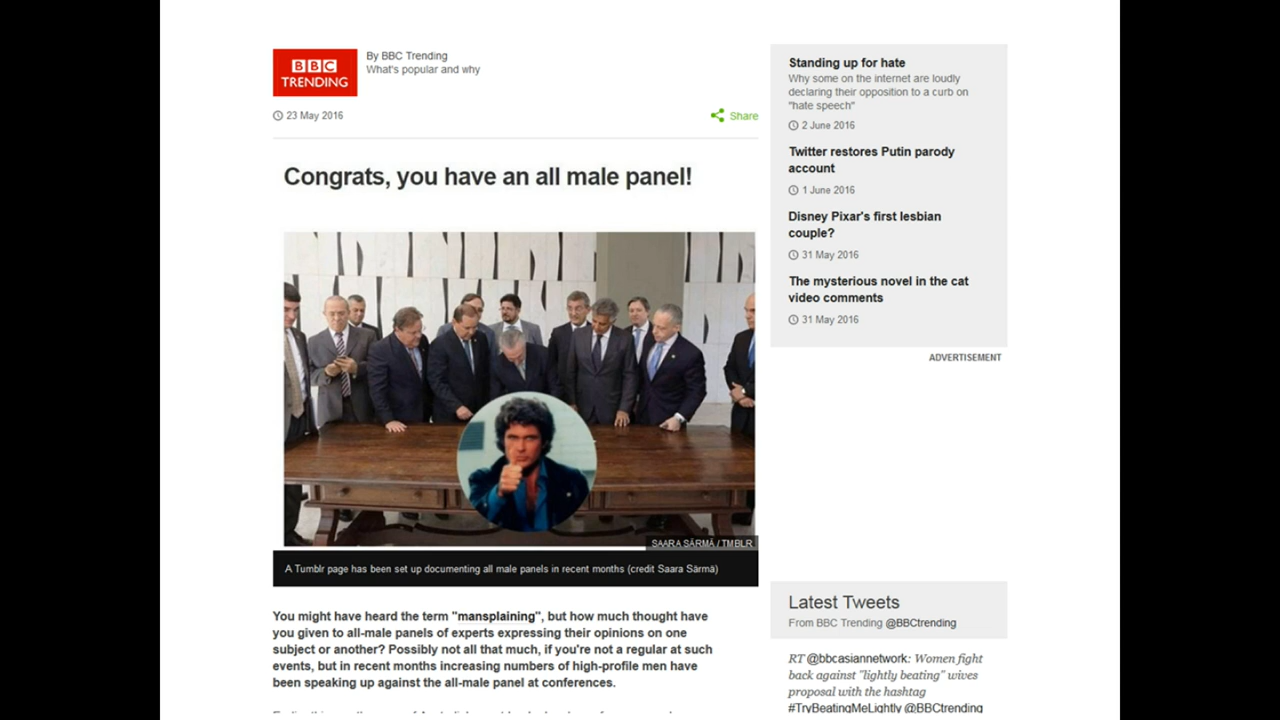 BBC
TRENDING
By BBC Trending
What's popular and why
23 May 2016
Share
Congrats, you have an all male panel!
SAARA SÄRMÄ / TMBLR
A Tumblr page has been set up documenting all male panels in recent months (credit Saara Särmä)
You might have heard the term "mansplaining", but how much thought have
you given to all-male panels of experts expressing their opinions on one
subject or another? Possibly not all that much, if you're not a regular at such
events, but in recent months increasing numbers of high-profile men have
been speaking up against the all-male panel at conferences.
Standing up for hate
Why some on the internet are loudly
declaring their opposition to a curb on
"hate speech"
2 June 2016
Twitter restores Putin parody
account
1 June 2016
Disney Pixar's first lesbian
couple?
31 May 2016
The mysterious novel in the cat
video comments
31 May 2016
ADVERTISEMENT
Latest Tweets
From BBC Trending @BBCtrending
RT @bbcasiannetwork: Women fight
back against "lightly beating" wives
proposal with the hashtag
#TryBeatingMeLightly @BBCtrending